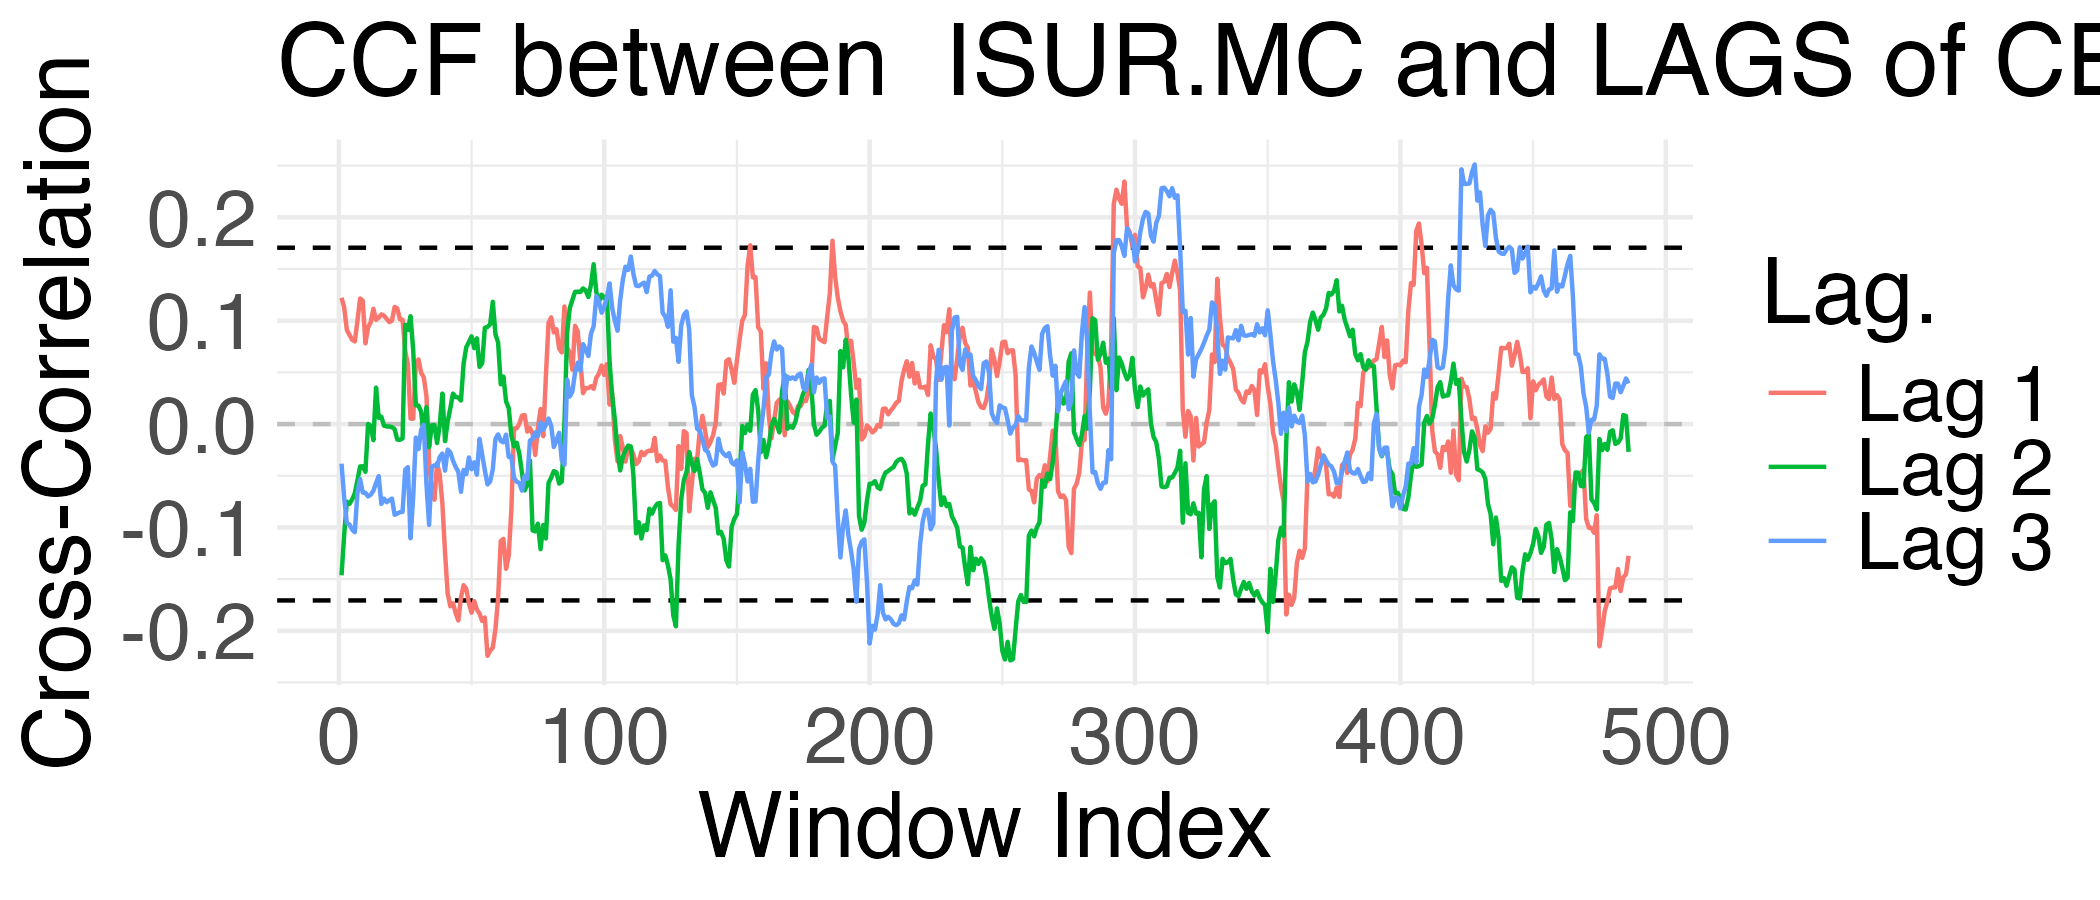 CCF between ISUR.MC and LAGS of
Cross-Correlation
0.2
0.1
0.0
-0.1
-0.2
0
100
200
300
400
500
Window Index
Lag.
Lag 1
Lag 2
Lag 3